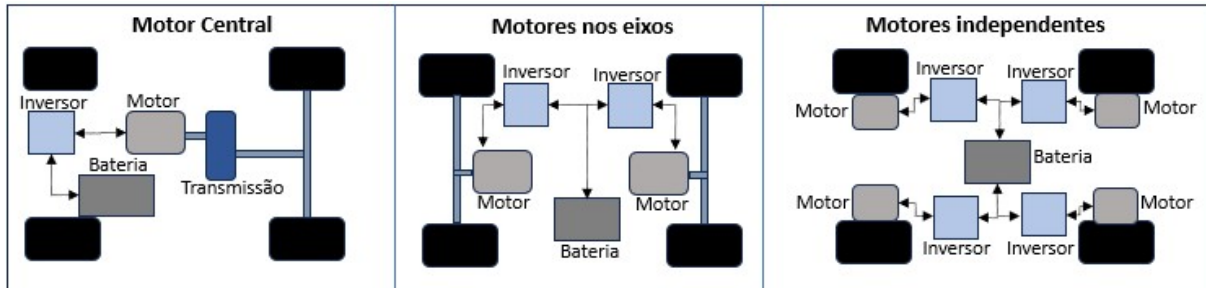 Motor Central
Inversor
Motor
Bateria
Transmissão
Motores nos eixos
Inversor
Inversor
Motor
Motor
Bateria
Motores independentes
Inversor
Inversor
Motor
Motor
Bateria
Motor
Motor
Inversor
Inversor